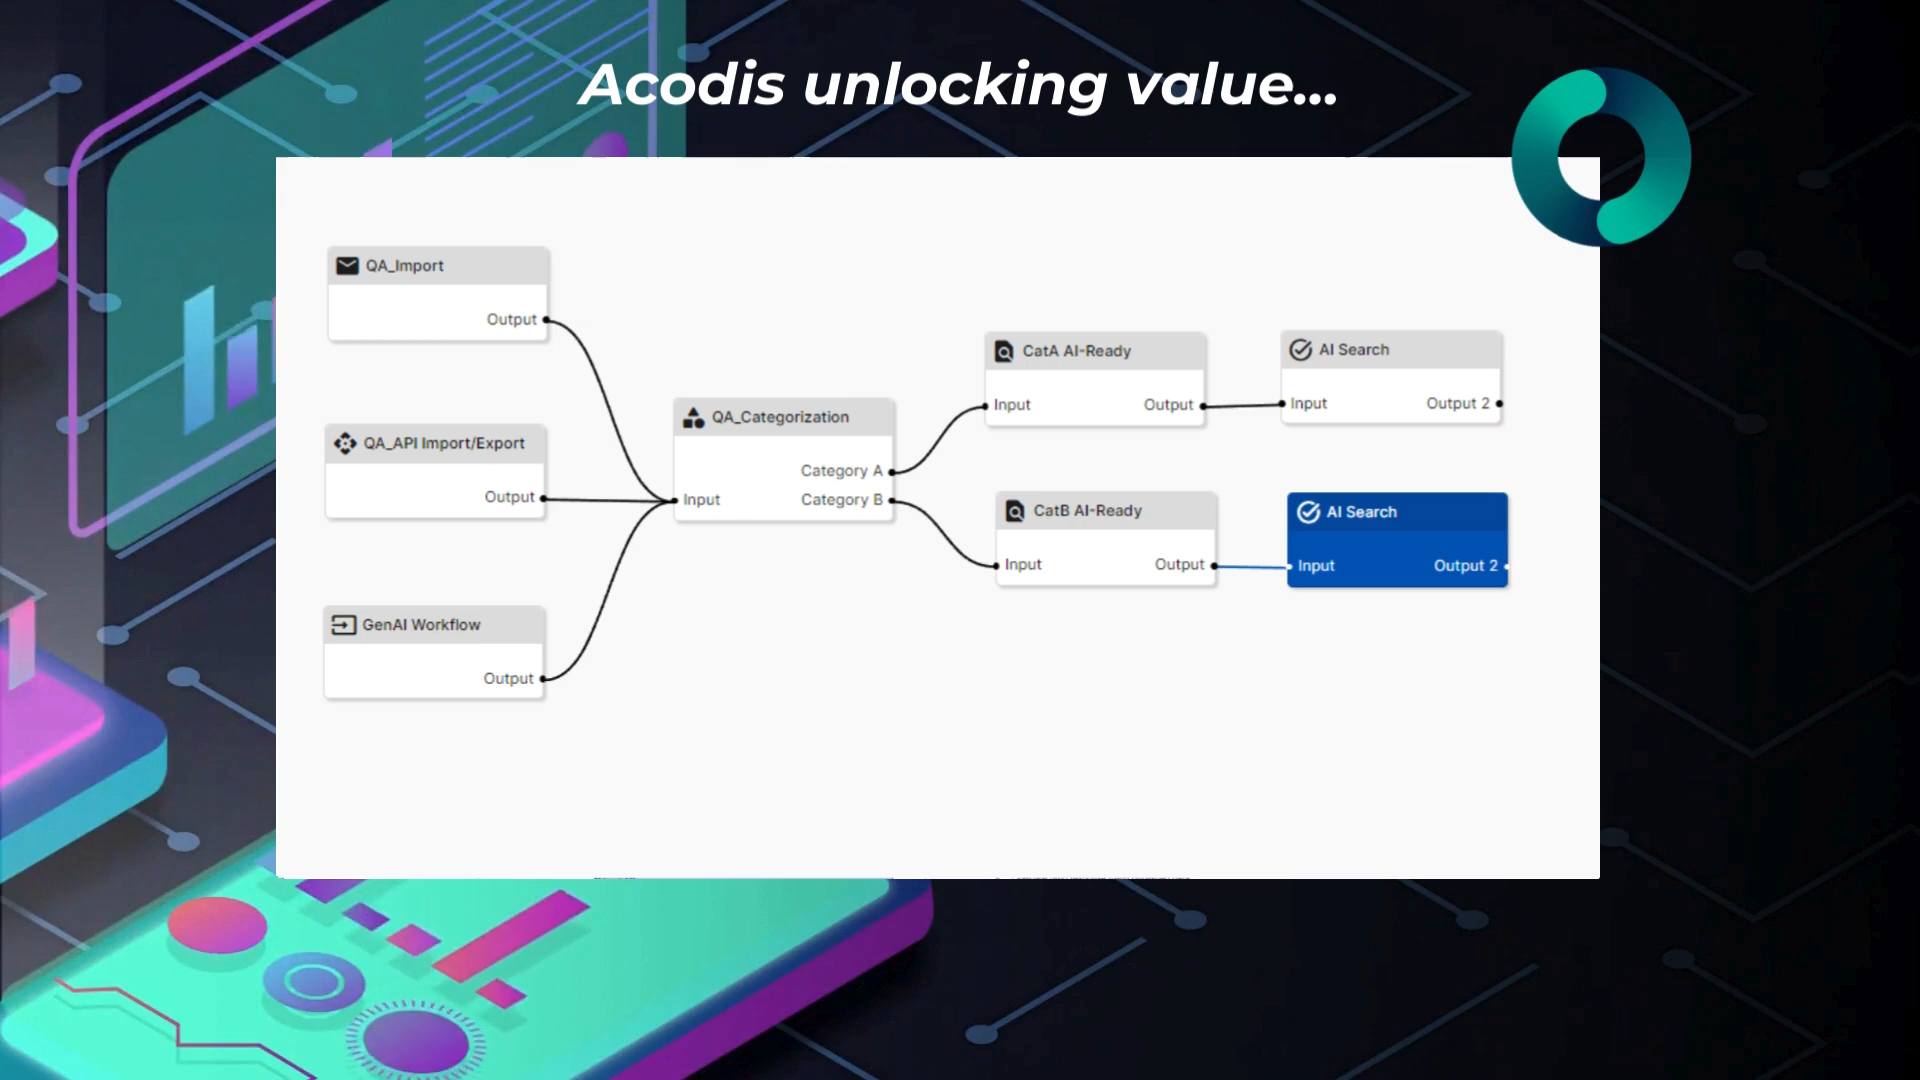 Acodis unlocking value...
QA_Import
Output
QA_API Import/Export
Output
GenAI Workflow
Output
QA_Categorization
Category A
Input
Category B
CatA AI-Ready
Input
Output
AI Search
Input
Output 2
CatB AI-Ready
Input
Output
AI Search
Input
Output 2